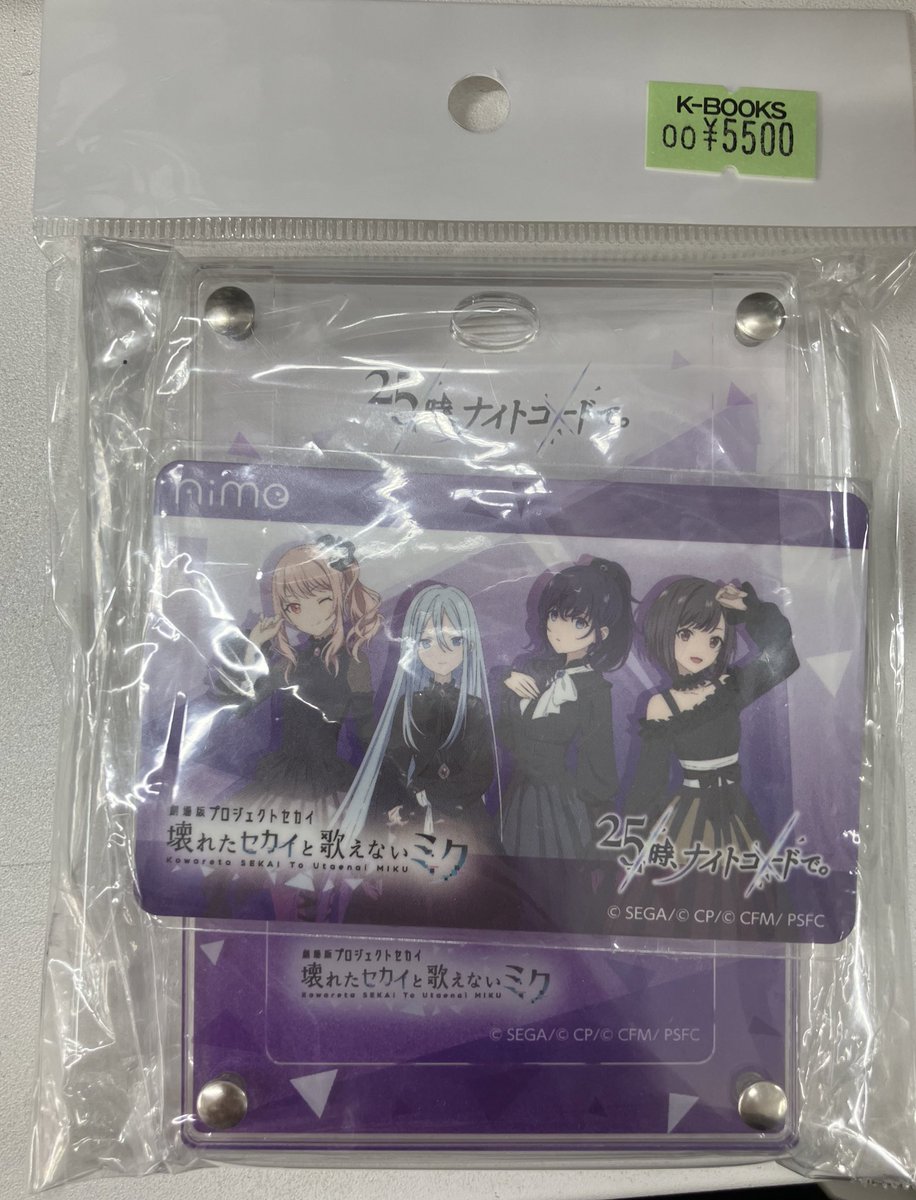 K-BOOKS
00¥5500
25時、ナイトコードで。
nimo
劇場版プロジェクトセカイ
壊れたセカイと歌えないミク
Kowareta SEKAI To Utaenai MIKU
25時、ナイトコードで。
© SEGA/© CP/© CFM/ PSFC
劇場版プロジェクトセカイ
壊れたセカイと歌えないミク
Kowareta SEKAI To Utaenai MIKU
© SEGA/© CP/© CFM/ PSFC